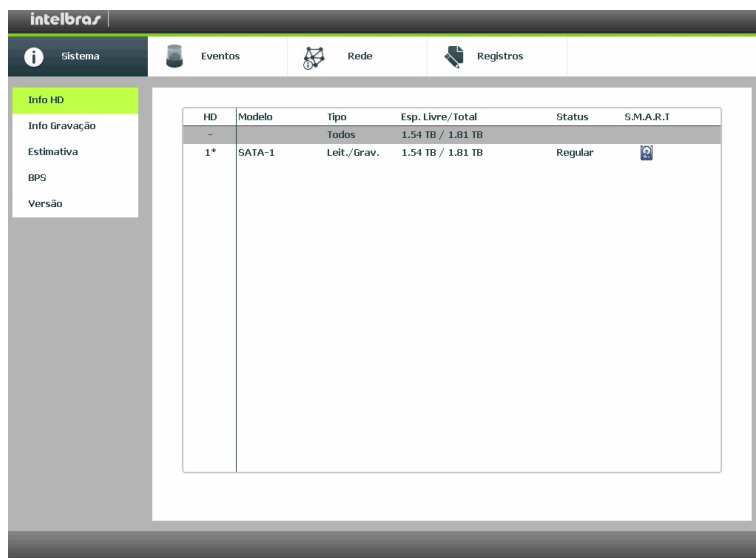 intelbras
Sistema Eventos Rede Registros
Info HD
Info Gravação
Estimativa
BPS
Versão
HD Modelo Tipo Esp. Livre/Total Status S.M.A.R.T
- Todos 1.54 TB / 1.81 TB
1* SATA-1 Leit./Grav. 1.54 TB / 1.81 TB Regular